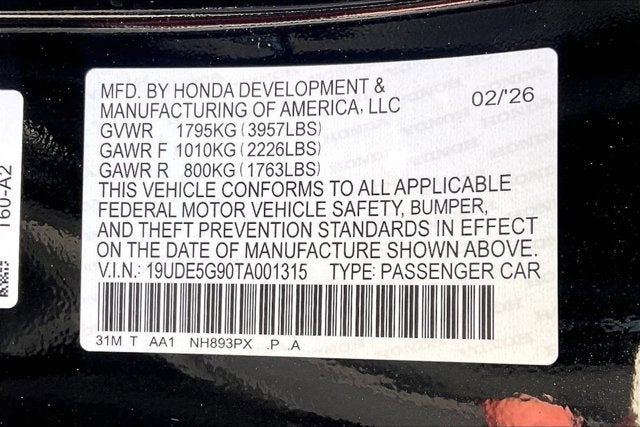 MFD. BY HONDA DEVELOPMENT &
MANUFACTURING OF AMERICA, LLC 02/'26
GVWR 1795KG (3957LBS)
GAWR F 1010KG (2226LBS)
GAWR R 800KG (1763LBS)
THIS VEHICLE CONFORMS TO ALL APPLICABLE
FEDERAL MOTOR VEHICLE SAFETY, BUMPER,
AND THEFT PREVENTION STANDARDS IN EFFECT
ON THE DATE OF MANUFACTURE SHOWN ABOVE.
V.I.N.: 19UDE5G90TA001315 TYPE: PASSENGER CAR
31M T AA1 NH893PX .P .A
T60-A2